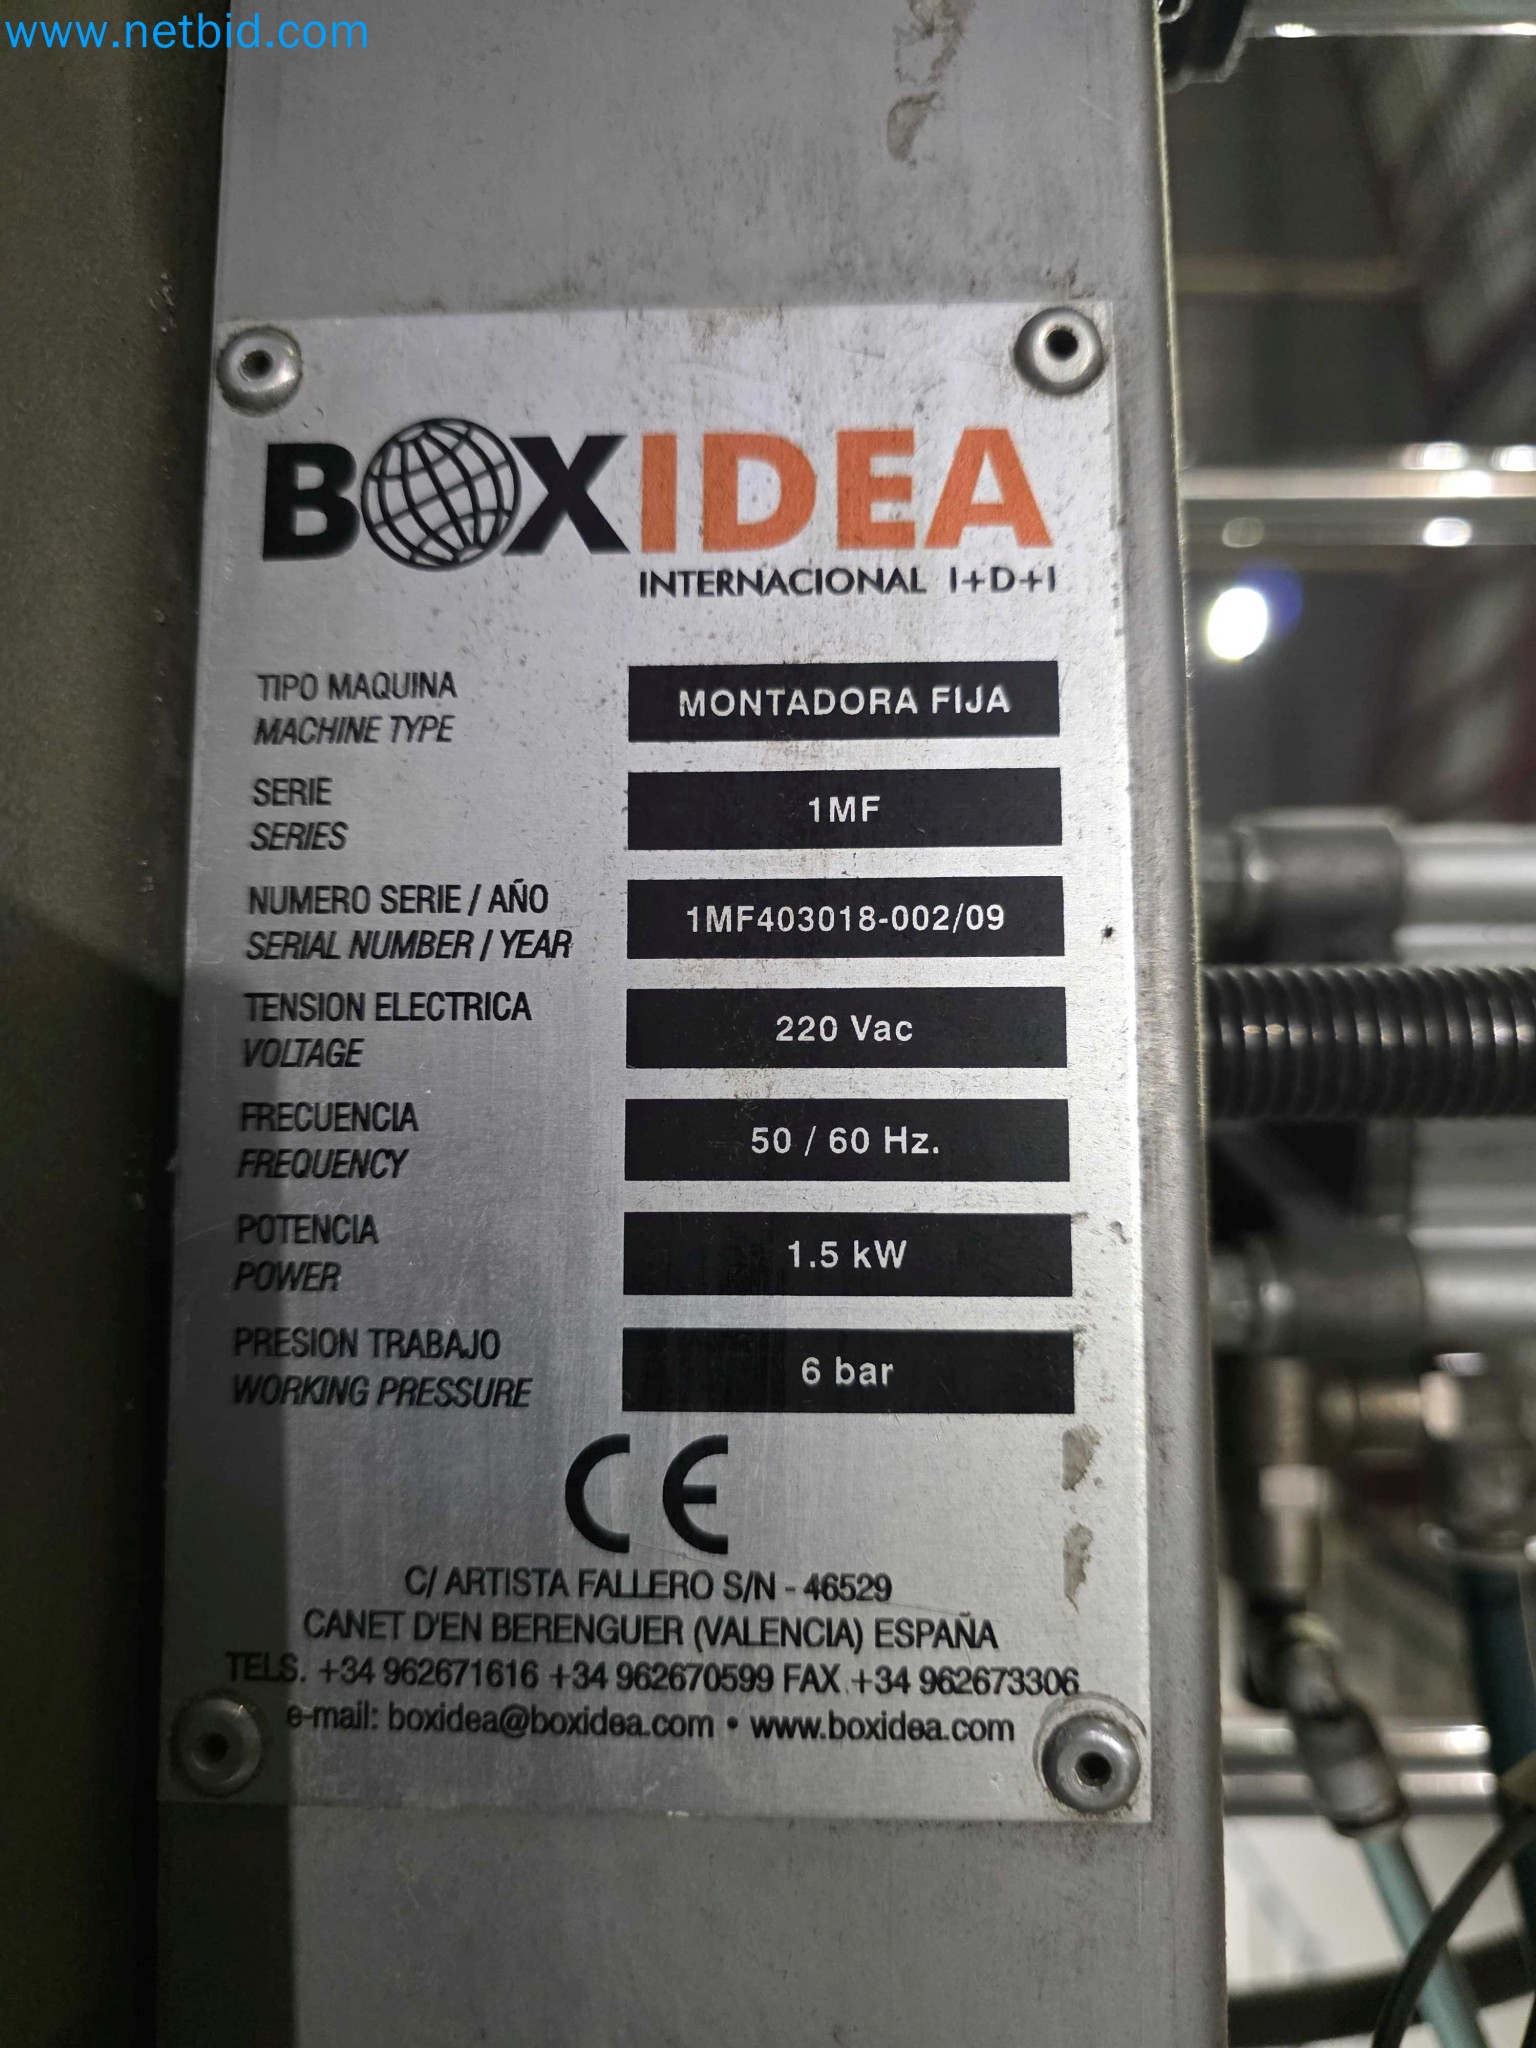 www.netbid.com
BOXIDEA
INTERNACIONAL I+D+I
TIPO MAQUINA
MACHINE TYPE
MONTADORA FIJA
SERIE
SERIES
1MF
NUMERO SERIE / AÑO
SERIAL NUMBER / YEAR
1MF403018-002/09
TENSION ELECTRICA
VOLTAGE
220 Vac
FRECUENCIA
FREQUENCY
50 / 60 Hz.
POTENCIA
POWER
1.5 kW
PRESION TRABAJO
WORKING PRESSURE
6 bar
CE
C/ ARTISTA FALLERO S/N - 46529
CANET D'EN BERENGUER (VALENCIA) ESPAÑA
TELS. +34 962671616 +34 962670599 FAX +34 962673306
e-mail: boxidea@boxidea.com • www.boxidea.com